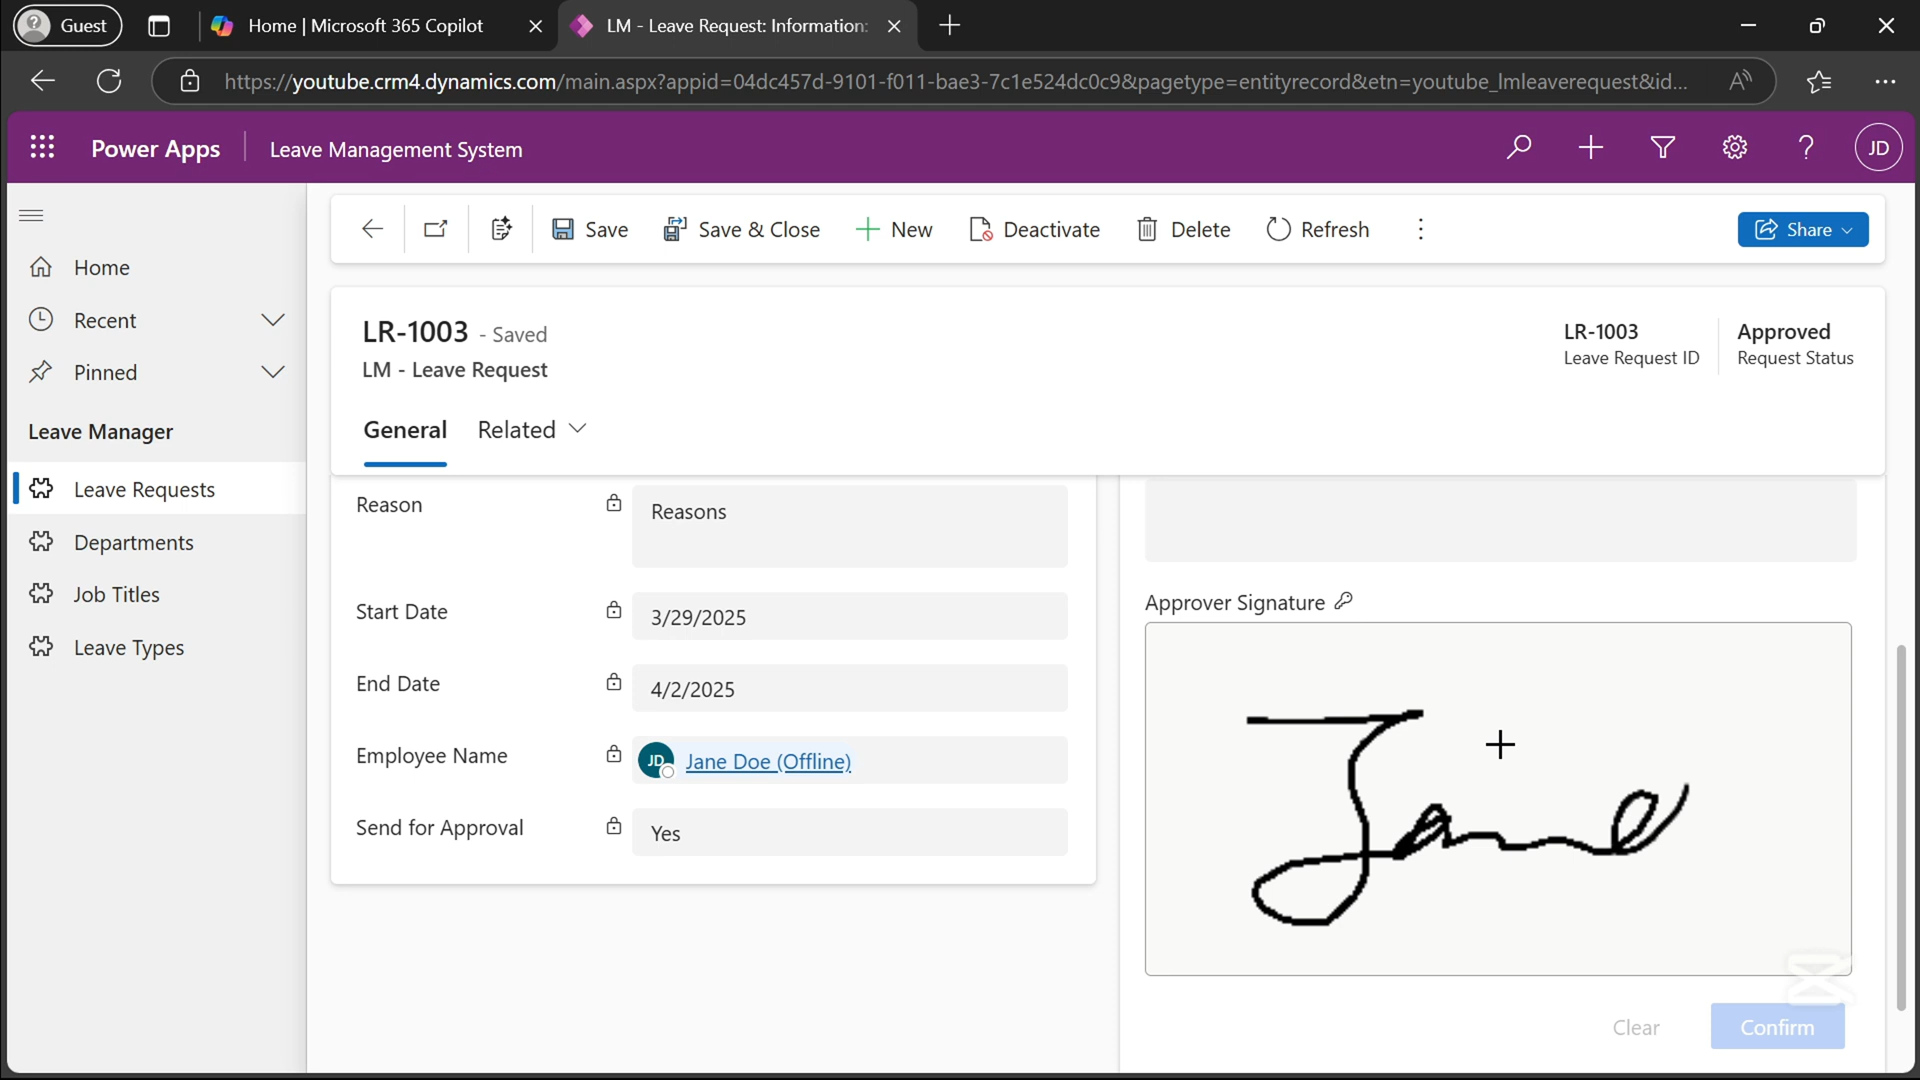 Guest
Home | Microsoft 365 Copilot
LM - Leave Request: Information:
https://youtube.crm4.dynamics.com/main.aspx?appid=04dc457d-9101-f011-bae3-7c1e524dc0c9&pagetype=entityrecord&etn=youtube_lmleaverequest&id...
Power Apps
Leave Management System
JD
Save
Save & Close
New
Deactivate
Delete
Refresh
Share
Home
Recent
Pinned
Leave Manager
Leave Requests
Departments
Job Titles
Leave Types
LR-1003 - Saved
LM - Leave Request
LR-1003
Leave Request ID
Approved
Request Status
General
Related
Reason
Reasons
Start Date
3/29/2025
End Date
4/2/2025
Employee Name
JD
Jane Doe (Offline)
Send for Approval
Yes
Approver Signature
Jane
Clear
Confirm